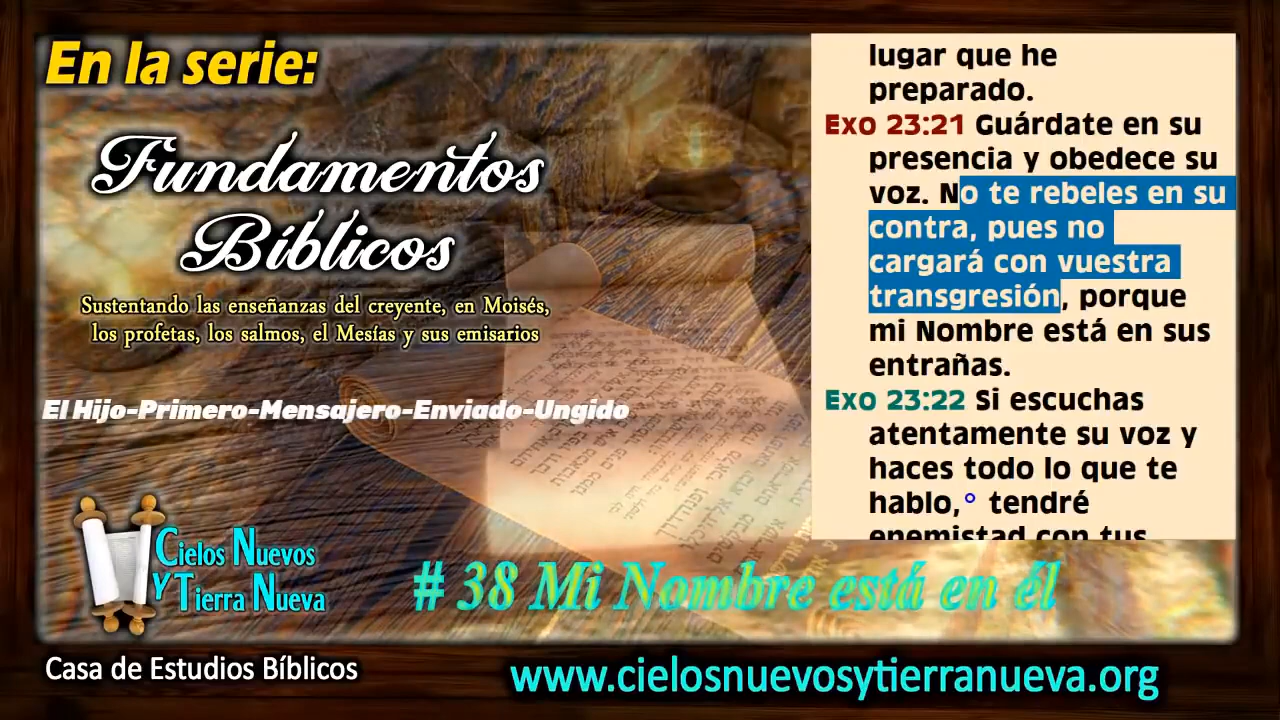 En la serie:
Fundamentos
Bíblicos
Sustentando las enseñanzas del creyente, en Moisés,
los profetas, los salmos, el Mesías y sus emisarios
El Hijo-Primero-Mensajero-Enviado-Ungido
lugar que he
preparado.
Exo 23:21 Guárdate en su
presencia y obedece su
voz. No te rebeles en su
contra, pues no
cargará con vuestra
transgresión, porque
mi Nombre está en sus
entrañas.
Exo 23:22 Si escuchas
atentamente su voz y
haces todo lo que te
hablo,° tendré
enemistad con tus
Cielos Nuevos
Y Tierra Nueva
# 38 Mi Nombre está en él
Casa de Estudios Bíblicos
www.cielosnuevosytierranueva.org